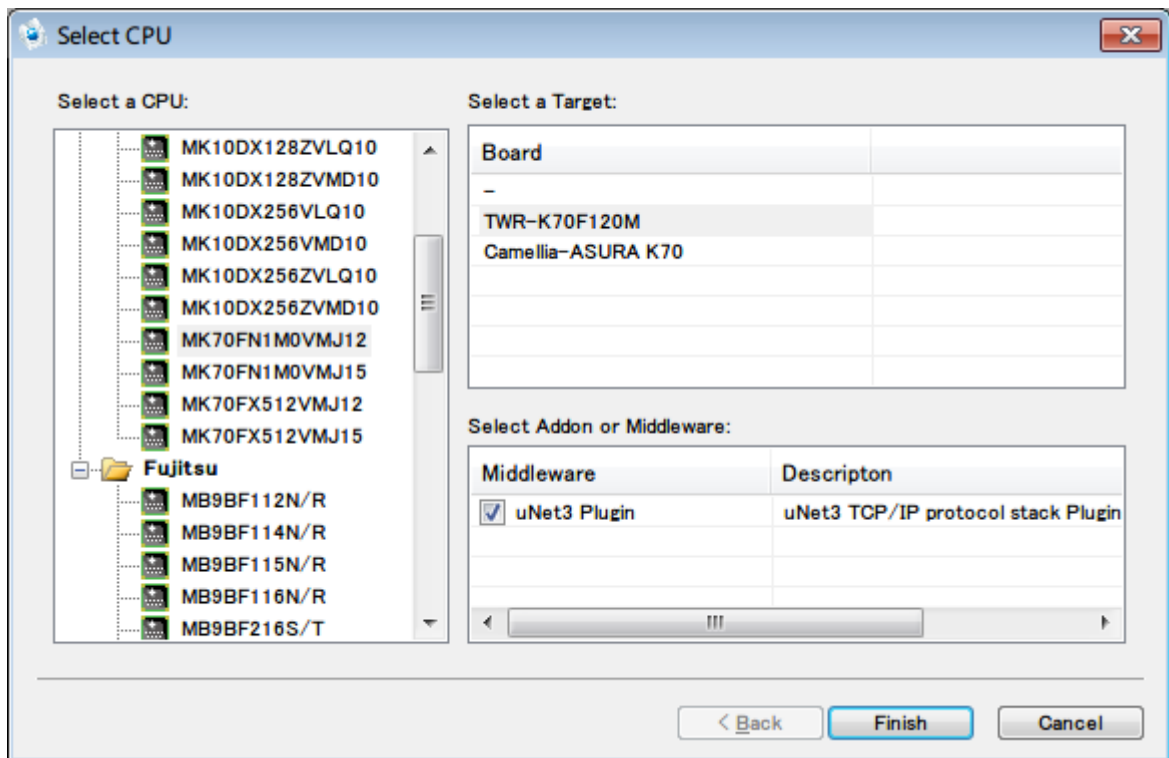 Select CPU
Select a CPU:
MK10DX128ZVLQ10
MK10DX128ZVMD10
MK10DX256VLQ10
MK10DX256VMD10
MK10DX256ZVLQ10
MK10DX256ZVMD10
MK70FN1M0VMJ12
MK70FN1M0VMJ15
MK70FX512VMJ12
MK70FX512VMJ15
Fujitsu
MB9BF112N/R
MB9BF114N/R
MB9BF115N/R
MB9BF116N/R
MB9BF216S/T
Select a Target:
Board
-
TWR-K70F120M
Camellia-ASURA K70
Select Addon or Middleware:
Middleware Descripton
uNet3 Plugin uNet3 TCP/IP protocol stack Plugin
< Back Finish Cancel